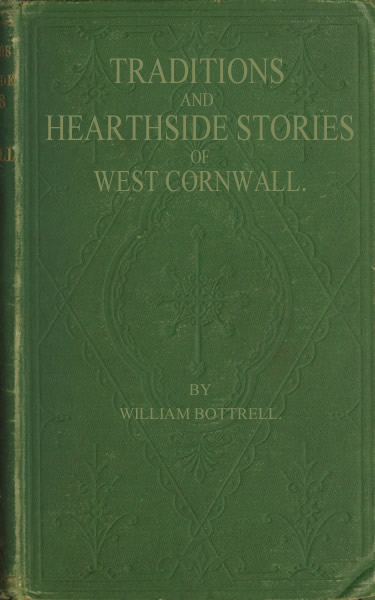 TRADITIONS
AND
HEARTHSIDE STORIES
OF
WEST CORNWALL.
BY
WILLIAM BOTTRELL.